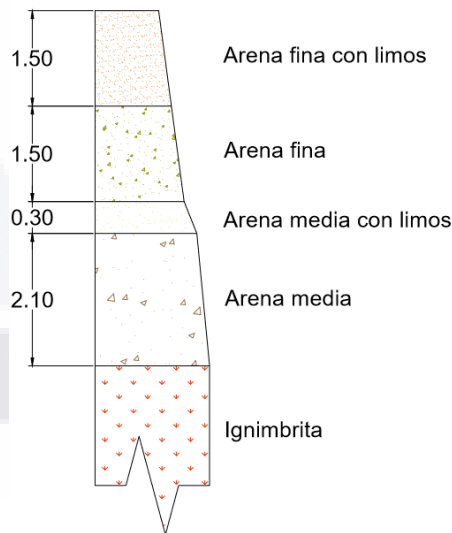 1.50 Arena fina con limos
1.50 Arena fina
0.30 Arena media con limos
2.10 Arena media
Ignimbrita